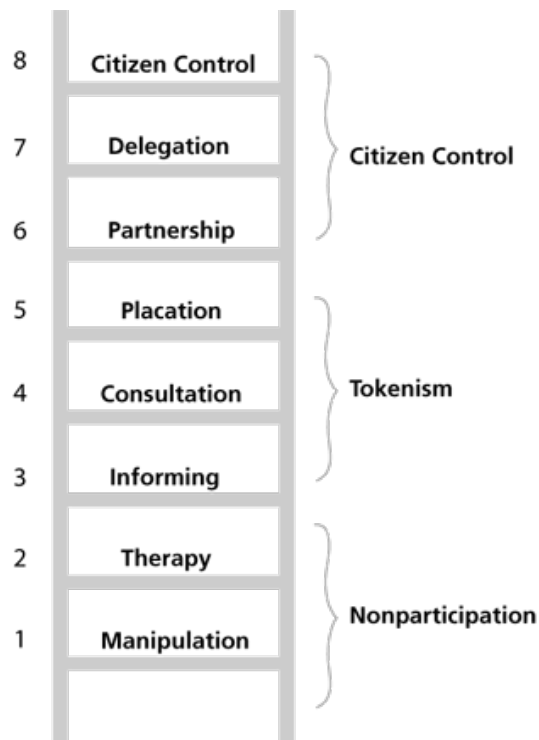 8 Citizen Control
7 Delegation
Citizen Control
6 Partnership
5 Placation
4 Consultation
Tokenism
3 Informing
2 Therapy
Nonparticipation
1 Manipulation